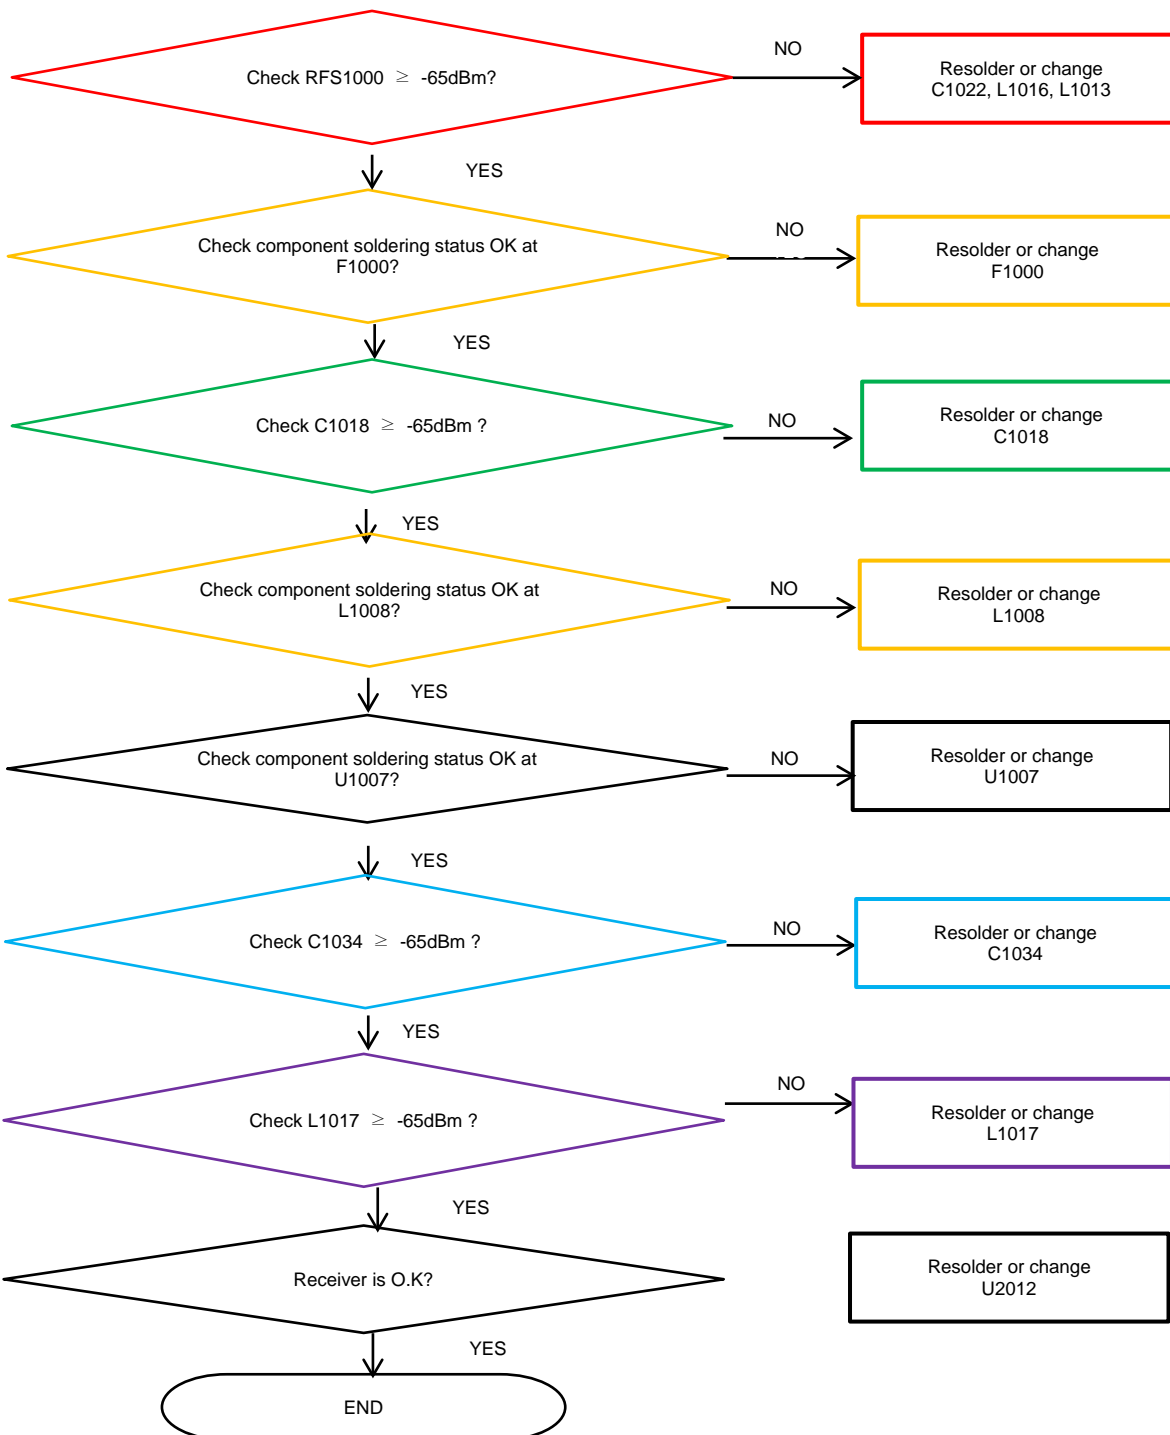 Check RFS1000 ≥ -65dBm?
NO
Resolder or change
C1022, L1016, L1013
YES
Check component soldering status OK at
F1000?
NO
Resolder or change
F1000
YES
Check C1018 ≥ -65dBm ?
NO
Resolder or change
C1018
YES
Check component soldering status OK at
L1008?
NO
Resolder or change
L1008
YES
Check component soldering status OK at
U1007?
NO
Resolder or change
U1007
YES
Check C1034 ≥ -65dBm ?
NO
Resolder or change
C1034
YES
Check L1017 ≥ -65dBm ?
NO
Resolder or change
L1017
YES
Receiver is O.K?
Resolder or change
U2012
YES
END